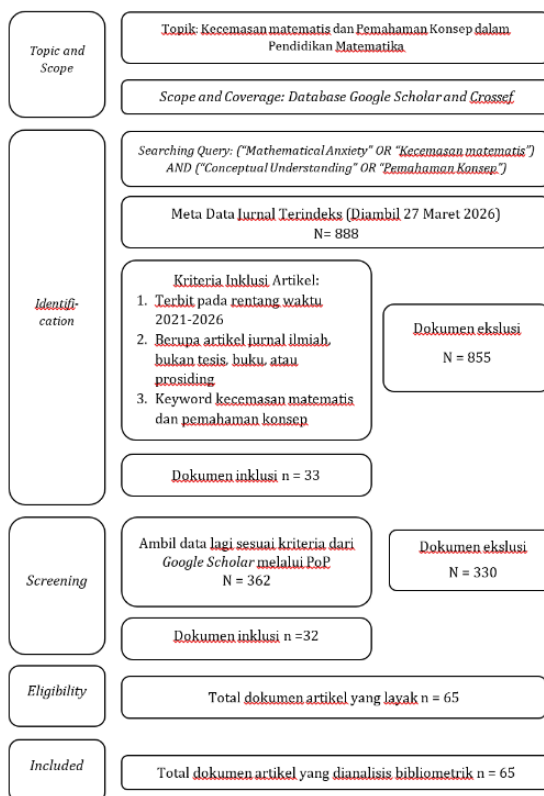 Topic and
Scope
Topik: Kecemasan matematis dan Pemahaman Konsep dalam
Pendidikan Matematika
Scope and Coverage: Database Google Scholar and Crossef
Identifi-
cation
Searching Query: ("Mathematical Anxiety" OR "Kecemasan matematis")
AND ("Conceptual Understanding" OR "Pemahaman Konsep")
Meta Data Jurnal Terindeks (Diambil 27 Maret 2026)
N= 888
Kriteria Inklusi Artikel:
1. Terbit pada rentang waktu
2021-2026
2. Berupa artikel jurnal ilmiah,
bukan tesis, buku, atau
prosiding
3. Keyword kecemasan matematis
dan pemahaman konsep
Dokumen ekslusi
N = 855
Dokumen inklusi n = 33
Screening
Ambil data lagi sesuai kriteria dari
Google Scholar melalui PoP
N = 362
Dokumen ekslusi
N = 330
Dokumen inklusi n =32
Eligibility
Total dokumen artikel yang layak n = 65
Included
Total dokumen artikel yang dianalisis bibliometrik n = 65